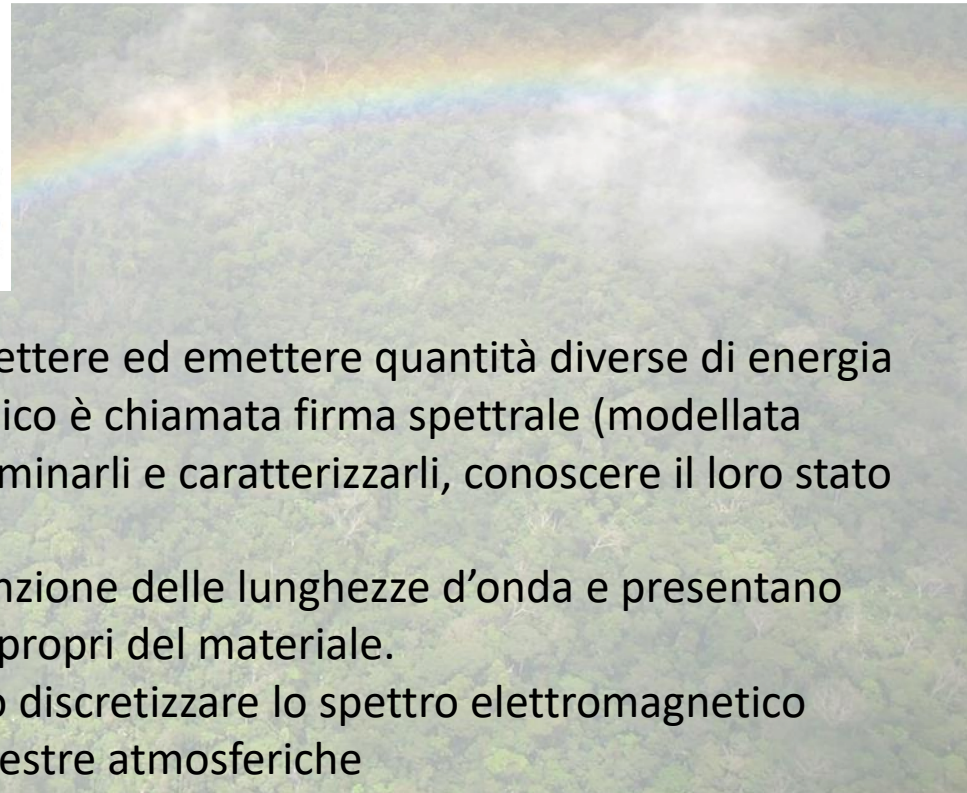 ettere ed emettere quantità diverse di energia
ico è chiamata firma spettrale (modellata
minarli e caratterizzarli, conoscere il loro stato
nzione delle lunghezze d’onda e presentano
propri del materiale.
o discretizzare lo spettro elettromagnetico
estre atmosferiche